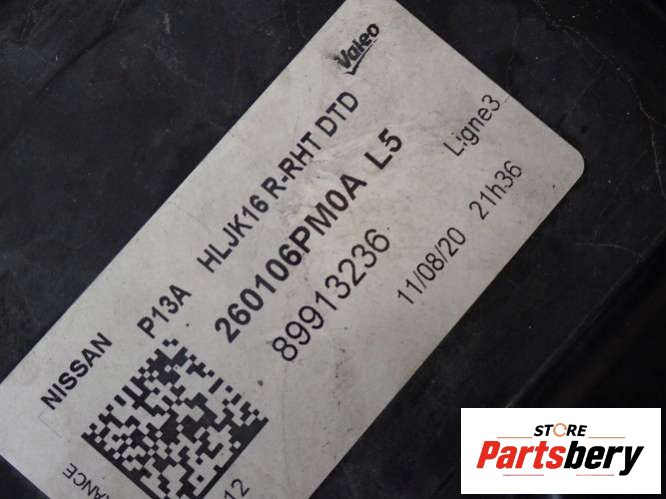 Valeo
NISSAN P13A HLJK16 R-RHT DTD
260106PM0A L5
89913236
11/08/20 21h36 Ligne3
12
STORE
Partsbery